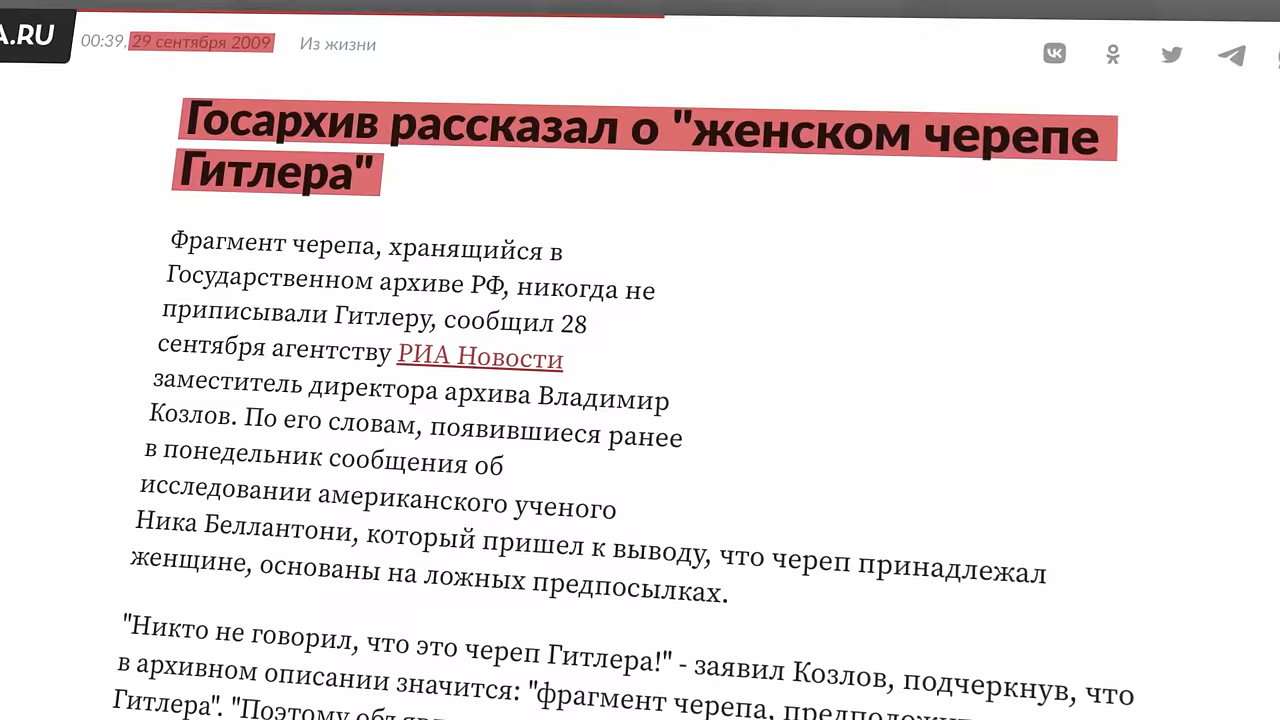 A.RU
00:39, 29 сентября 2009 Из жизни
Госархив рассказал о "женском черепе
Гитлера"
Фрагмент черепа, хранящийся в
Государственном архиве РФ, никогда не
приписывали Гитлеру, сообщил 28
сентября агентству РИА Новости
заместитель директора архива Владимир
Козлов. По его словам, появившиеся ранее
в понедельник сообщения об
исследовании американского ученого
Ника Беллантони, который пришел к выводу, что череп принадлежал
женщине, основаны на ложных предпосылках.
"Никто не говорил, что это череп Гитлера!" - заявил Козлов, подчеркнув, что
в архивном описании значится: "фрагмент черепа,
Гитлера". "Поэтому